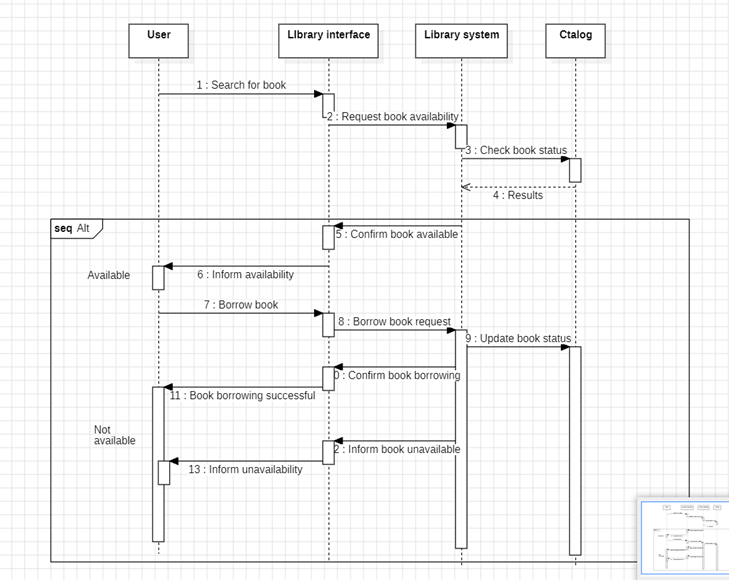 User
LIbrary interface
Library system
Ctalog
1 : Search for book
2 : Request book availability
3 : Check book status
4 : Results
seq Alt
5 : Confirm book available
6 : Inform availability
Available
7 : Borrow book
8 : Borrow book request
9 : Update book status
0 : Confirm book borrowing
11 : Book borrowing successful
Not
available
2 : Inform book unavailable
13 : Inform unavailability